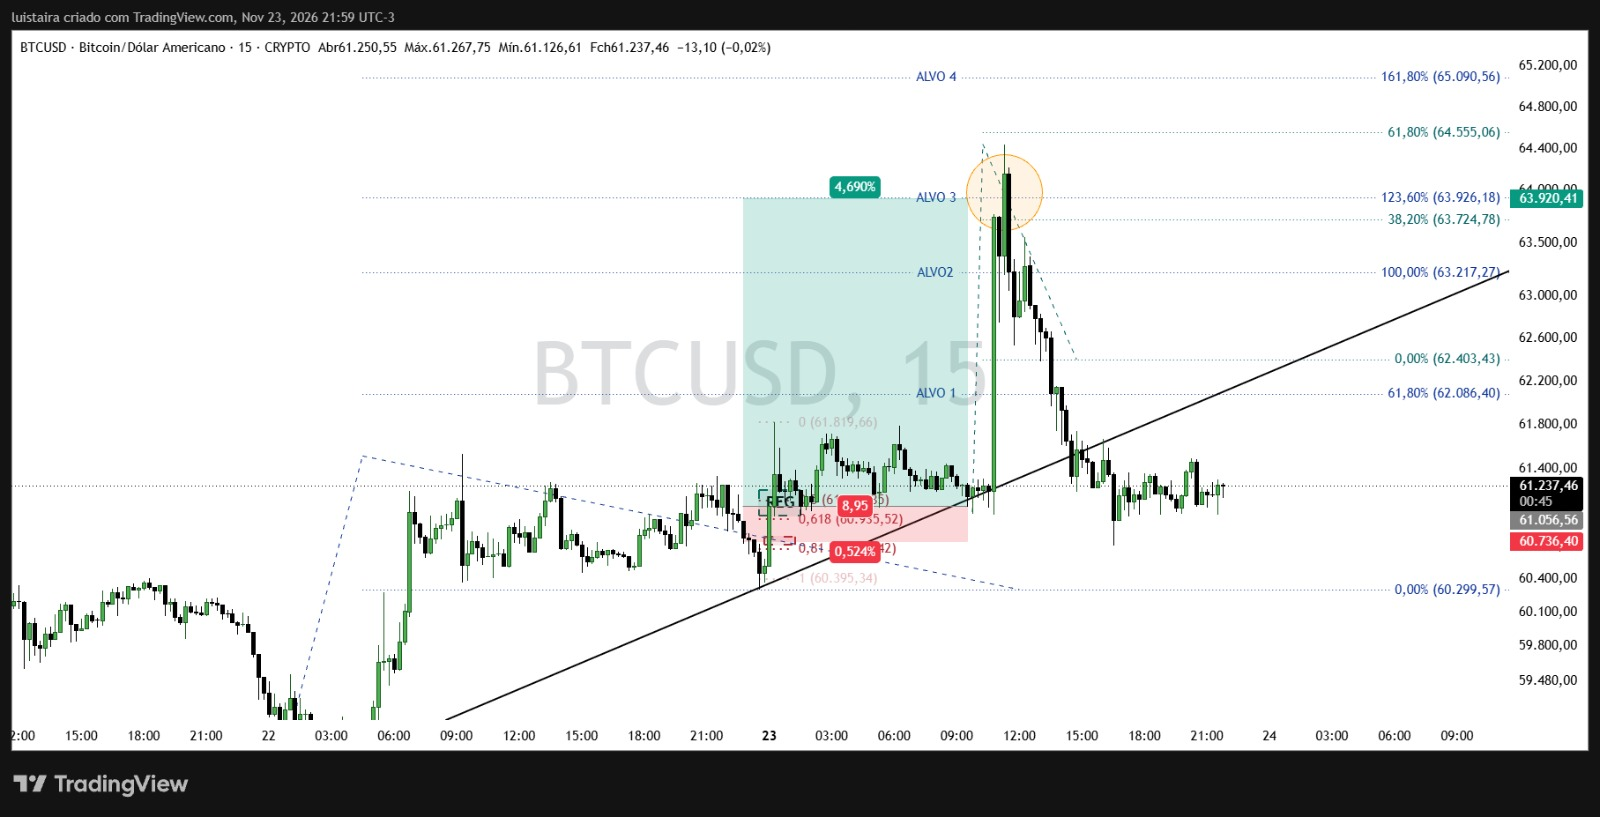 luistaira criado com TradingView.com, Nov 23, 2026 21:59 UTC-3
BTCUSD · Bitcoin/Dólar Americano · 15 · CRYPTO Abr61.250,55 Máx.61.267,75 Mín.61.126,61 Fch61.237,46 −13,10 (−0,02%)
65.200,00
ALVO 4 161,80% (65.090,56)
64.800,00
61,80% (64.555,06)
64.400,00
4,690%
64.000,00
ALVO 3 123,60% (63.926,18) 63.920,41
38,20% (63.724,78)
63.500,00
ALVO2 100,00% (63.217,27)
63.000,00
62.600,00
BTCUSD, 15
0,00% (62.403,43)
62.200,00
ALVO 1 61,80% (62.086,40)
0 (61.819,66) 61.800,00
61.400,00
61.237,46
00:45
8,95
0,618 61.056,56
0,524% 60.736,40
1 (60.395,34) 60.400,00
0,00% (60.299,57)
60.100,00
59.800,00
59.480,00
2:00 15:00 18:00 21:00 22 03:00 06:00 09:00 12:00 15:00 18:00 21:00 23 03:00 06:00 09:00 12:00 15:00 18:00 21:00 24 03:00 06:00 09:00
TradingView